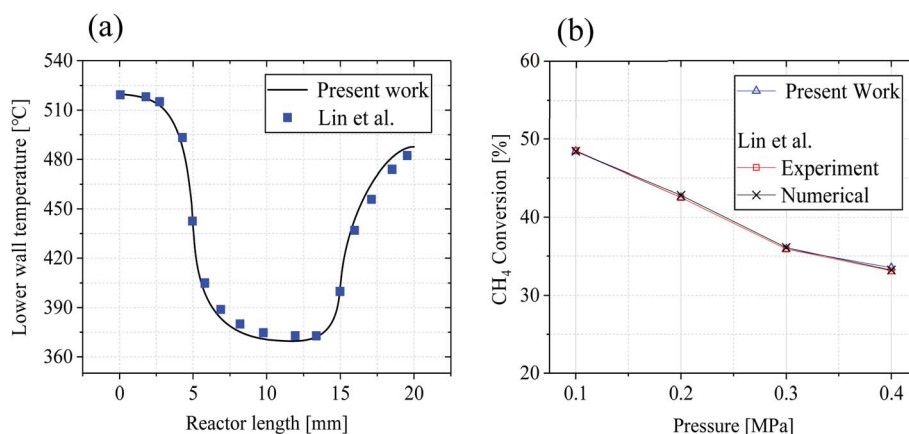 (a)
540
510
480
450
420
390
360
Lower wall temperature [°C]
Present work
Lin et al.
0 5 10 15 20
Reactor length [mm]
(b)
60
50
40
30
20
CH4 Conversion [%]
Present Work
Lin et al.
Experiment
Numerical
0.1 0.2 0.3 0.4
Pressure [MPa]